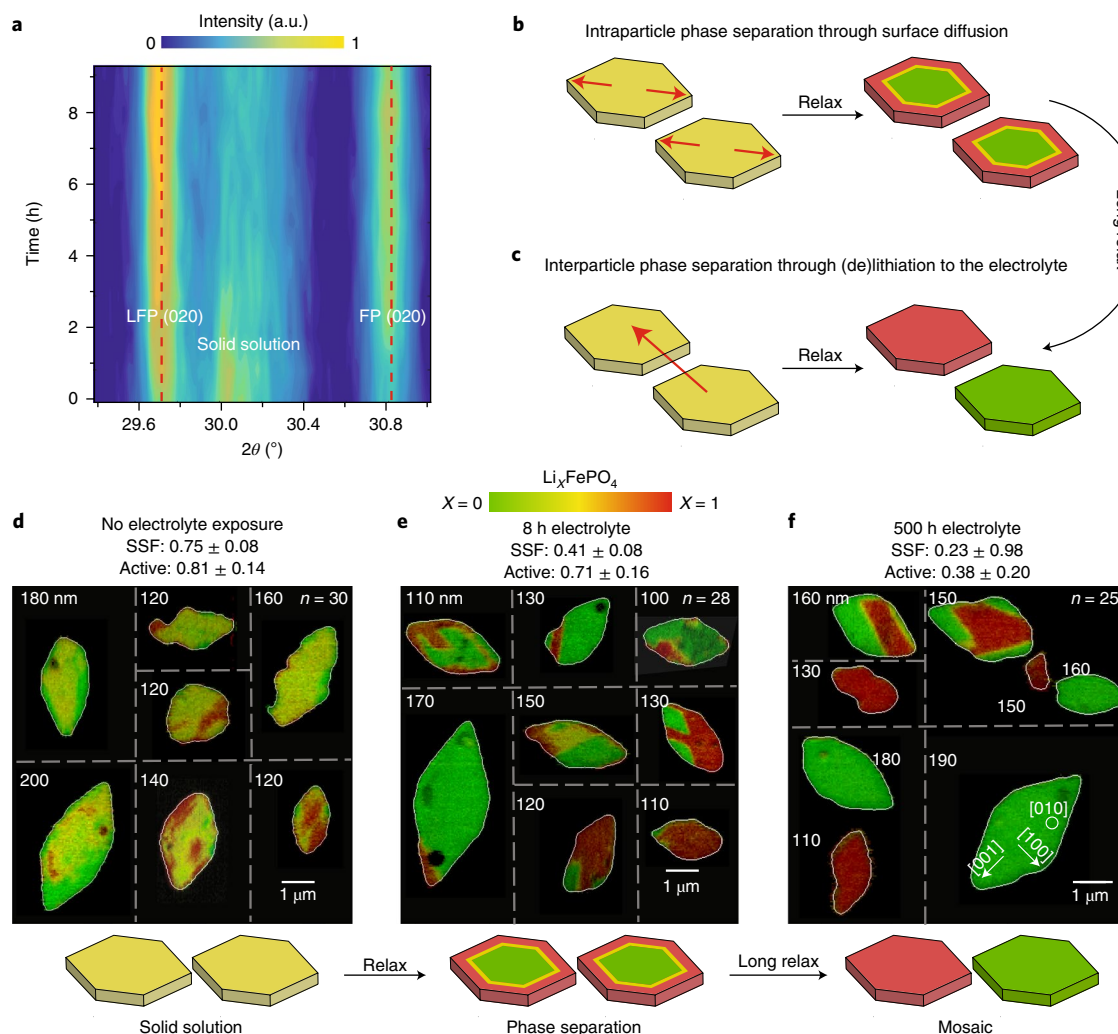 a
Intensity (a.u.)
0
1
8
6
4
2
0
Time (h)
LFP (020)
FP (020)
Solid solution
29.6
30.0
30.4
30.8
2θ (°)
b
Intraparticle phase separation through surface diffusion
Relax
c
Interparticle phase separation through (de)lithiation to the electrolyte
Relax
LiXFePO4
X = 0
X = 1
d
No electrolyte exposure
SSF: 0.75 ± 0.08
Active: 0.81 ± 0.14
180 nm
120
160
n = 30
120
200
140
120
1 μm
e
8 h electrolyte
SSF: 0.41 ± 0.08
Active: 0.71 ± 0.16
110 nm
130
100
n = 28
170
150
130
120
110
1 μm
f
500 h electrolyte
SSF: 0.23 ± 0.98
Active: 0.38 ± 0.20
160 nm
150
n = 25
130
160
150
180
190
110
[010]
[001]
[100]
1 μm
Relax
Long relax
Solid solution
Phase separation
Mosaic